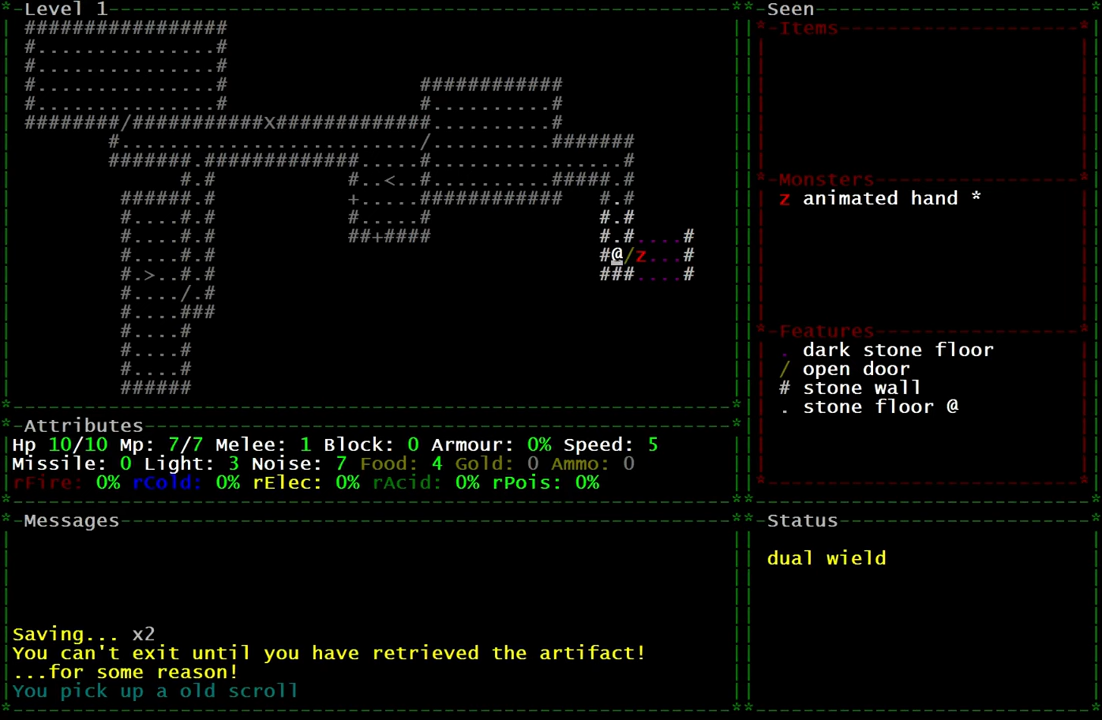 Level 1
Seen
Items
#################
#...............#
#...............#
#...............#    ############
#...............#    #..........#
########/###########x#############..........#
#........................./..........#######
#######.#############.....#................#
#.#    #..<..#..........#####.#
######.#    +.....############    #.#
#....#.#    #.....#    #.#
#....#.#    ##+####    #.#....#
#....#.#    #@/z...#
#.>..#.#    ###....#
#..../.#
#....###
#....#
#....#
#....#
######
Monsters
z animated hand *
Features
. dark stone floor
/ open door
# stone wall
. stone floor @
Attributes
Hp 10/10 Mp: 7/7 Melee: 1 Block: 0 Armour: 0% Speed: 5
Missile: 0 Light: 3 Noise: 7 Food: 4 Gold: 0 Ammo: 0
rFire: 0% rCold: 0% rElec: 0% rAcid: 0% rPois: 0%
Messages
Saving... x2
You can't exit until you have retrieved the artifact!
...for some reason!
You pick up a old scroll
Status
dual wield